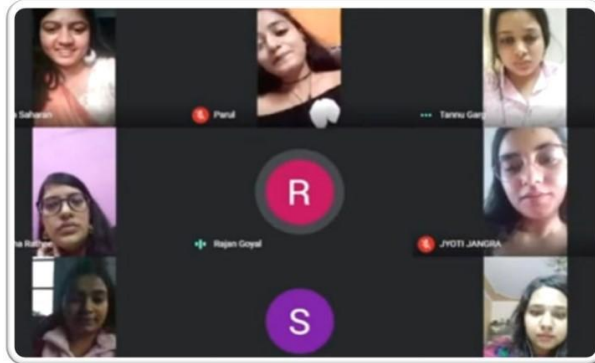 Saharan
Parul
Tannu Garg
R
Rajan Goyal
JYOTI JANGRA
S